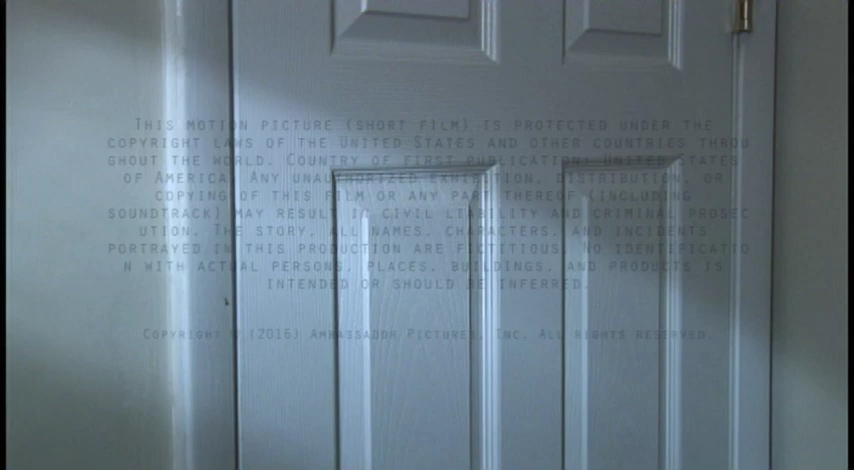 This motion picture (short film) is protected under the
copyright laws of the United States and other countries throu
ghout the world. Country of first publication: United States
of America. Any unauthorized exhibition, distribution, or
copying of this film or any part thereof (including
soundtrack) may result in civil liability and criminal prosec
ution. The story, all names, characters, and incidents
portrayed in this production are fictitious. No identificatio
n with actual persons, places, buildings, and products is
intended or should be inferred.
Copyright © (2016) Ambassador Pictures, Inc. All rights reserved.